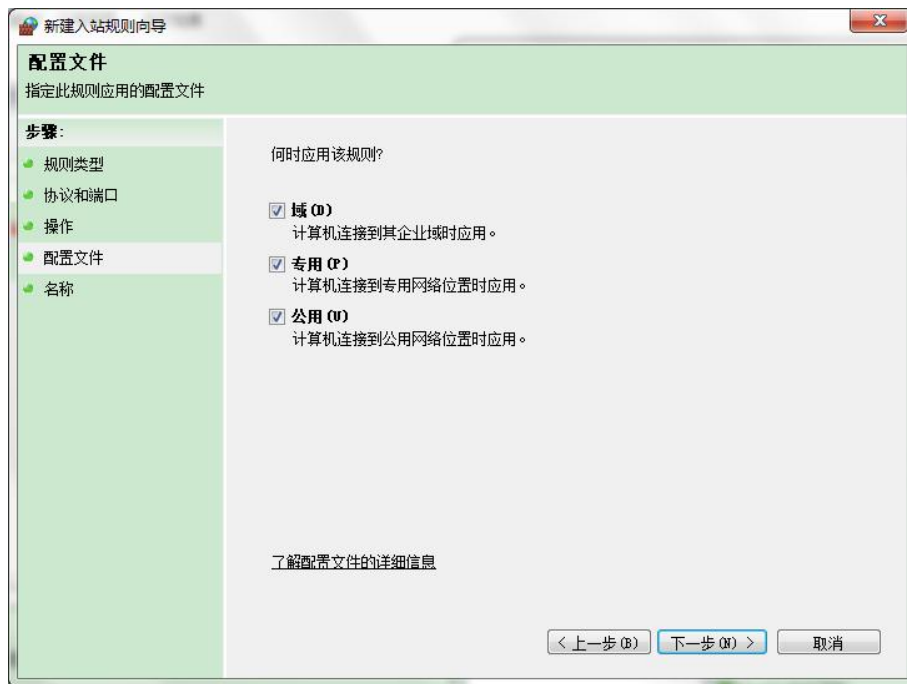 新建入站规则向导
配置文件
指定此规则应用的配置文件
步骤:
规则类型
协议和端口
操作
配置文件
名称
何时应用该规则?
域(D)
计算机连接到其企业域时应用。
专用(P)
计算机连接到专用网络位置时应用。
公用(U)
计算机连接到公用网络位置时应用。
了解配置文件的详细信息
< 上一步(B)
下一步(N) >
取消